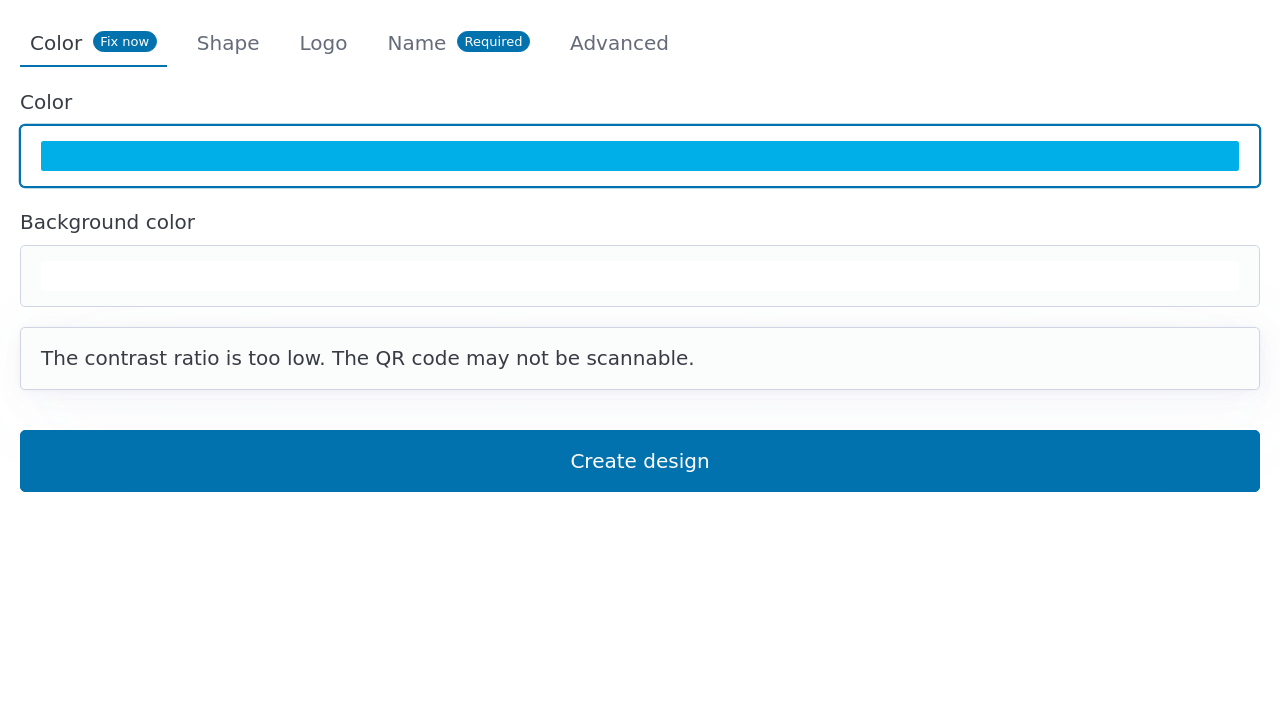 Color Fix now Shape Logo Name Required Advanced
Color
Background color
The contrast ratio is too low. The QR code may not be scannable.
Create design